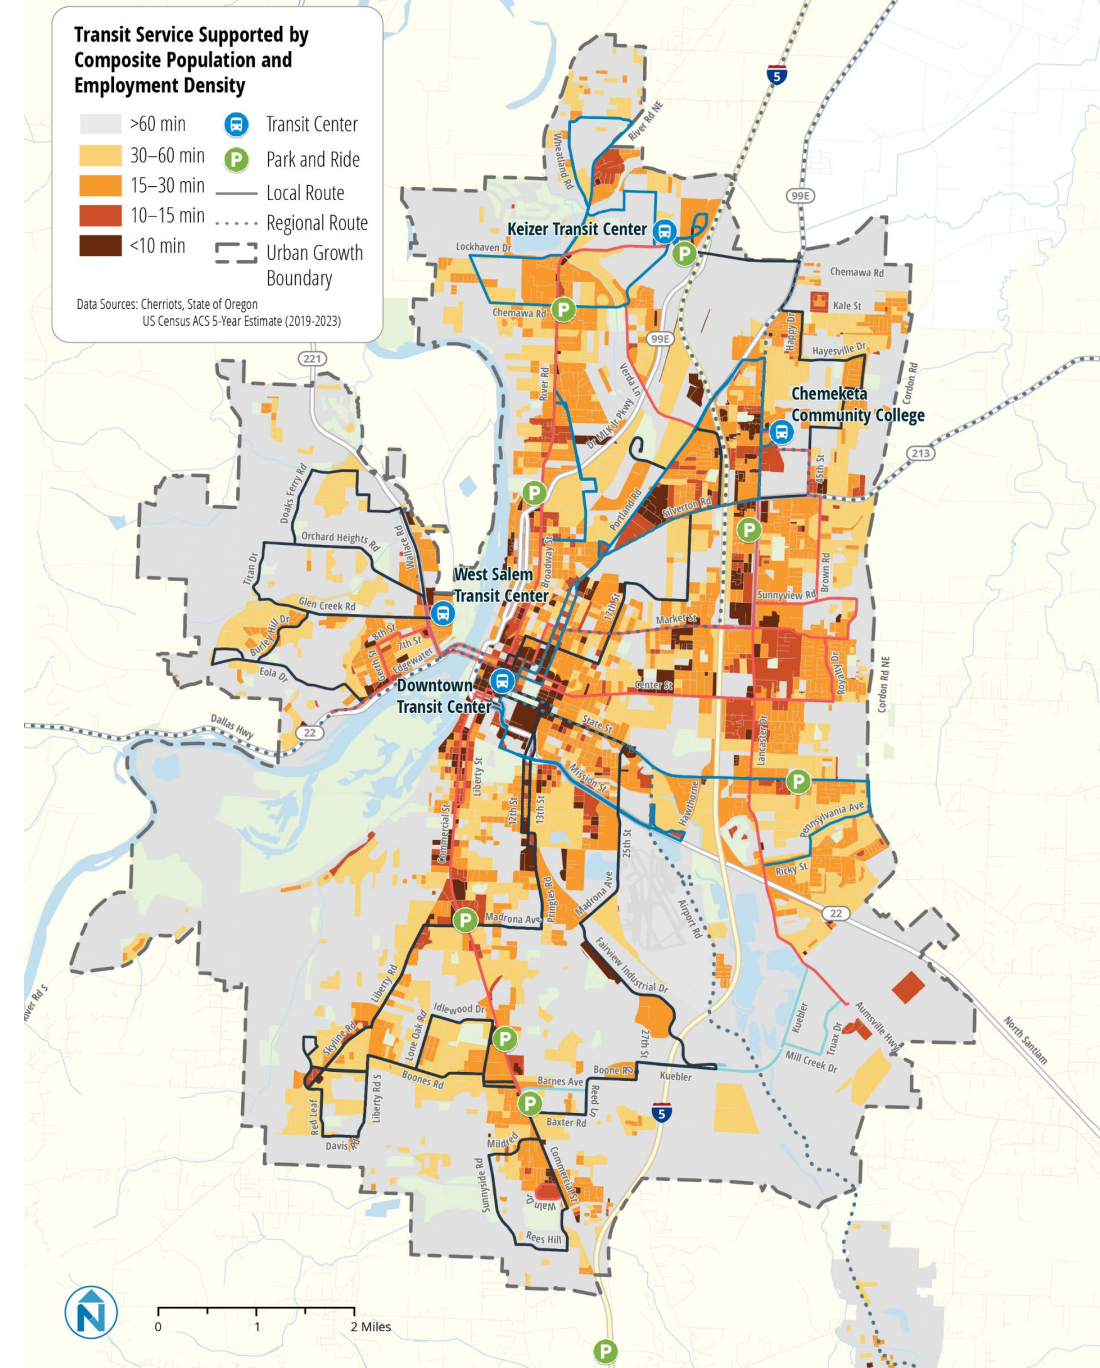 Transit Service Supported by
Composite Population and
Employment Density
>60 min
30–60 min
15–30 min
10–15 min
<10 min
Transit Center
P
Park and Ride
Local Route
Regional Route
Urban Growth
Boundary
Data Sources: Cherriots, State of Oregon
US Census ACS 5-Year Estimate (2019-2023)
5
River Rd NE
Wheatland Rd
99E
Keizer Transit Center
P
Lockhaven Dr
Chemawa Rd
Chemawa Rd
P
Kale St
Happy Dr
99E
Hayesville Dr
221
River Rd
Verda Ln
Cordon Rd
Chemeketa
Community College
Dr MLK Jr Pkwy
213
45th St
Doaks Ferry Rd
P
Portland Rd
Silverton Rd
P
Orchard Heights Rd
Wallace Rd
Titan Dr
Broadway St
Brown Rd
West Salem
Transit Center
Sunnyview Rd
Glen Creek Rd
17th St
Market St
Burley Hill Dr
8th St
7th St
Edgewater
Gerth St
Eola Dr
Royalty Dr
Cordon Rd NE
Center St
Downtown
Transit Center
State St
Dallas Hwy
22
Lancaster Dr
Liberty St
Mission St
P
Hawthorne
12th St
13th St
Pennsylvania Ave
Commercial St
25th St
Ricky St
22
Pringle Rd
Madrona Ave
P
Madrona Ave
Airport Rd
Fairview Industrial Dr
Liberty Rd
River Rd S
Idlewood Dr
Lone Oak Rd
Skyline Rd
P
27th St
Kuebler
Truax Dr
Aumsville Hwy
North Santiam
Mill Creek Dr
Boones Rd
Boone Rd
Kuebler
Barnes Ave
Liberty Rd S
Reed Ln
Red Leaf
P
5
Baxter Rd
Davis Rd
Mildred
Sunnyside Rd
Commercial St
Waln Dr
Rees Hill
N
0
1
2 Miles
P